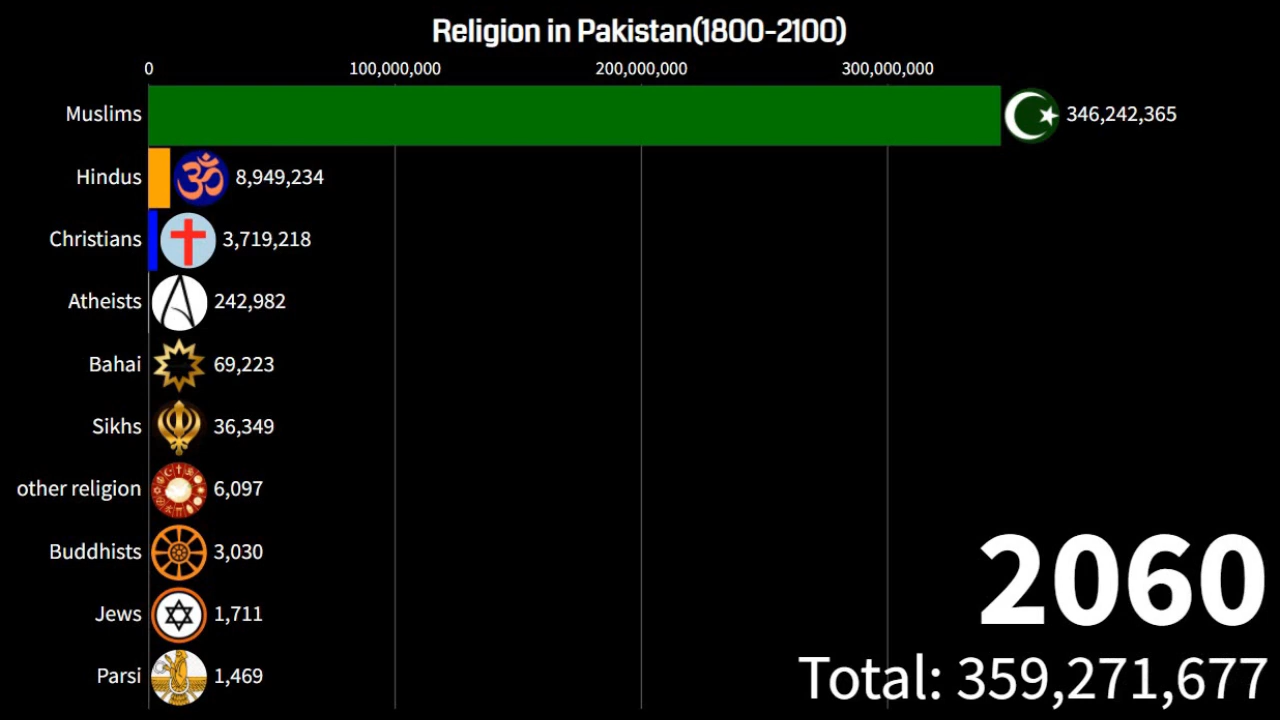 Religion in Pakistan(1800-2100)
0 100,000,000 200,000,000 300,000,000
Muslims 346,242,365
Hindus 8,949,234
Christians 3,719,218
Atheists 242,982
Bahai 69,223
Sikhs 36,349
other religion 6,097
Buddhists 3,030
Jews 1,711
Parsi 1,469
2060
Total: 359,271,677